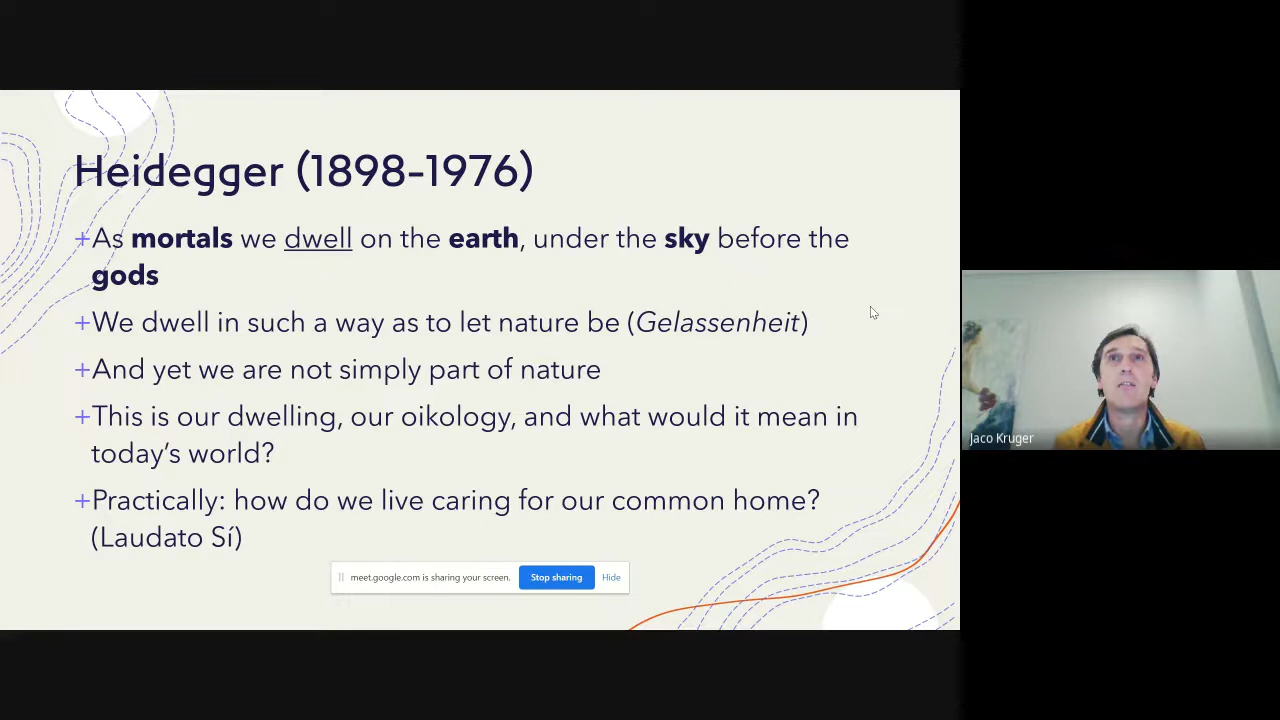 Heidegger (1898-1976)
+As mortals we dwell on the earth, under the sky before the
gods
+We dwell in such a way as to let nature be (Gelassenheit)
+And yet we are not simply part of nature
+This is our dwelling, our oikology, and what would it mean in
today's world?
+Practically: how do we live caring for our common home?
(Laudato Sí)
meet.google.com is sharing your screen. Stop sharing Hide
Jaco Kruger